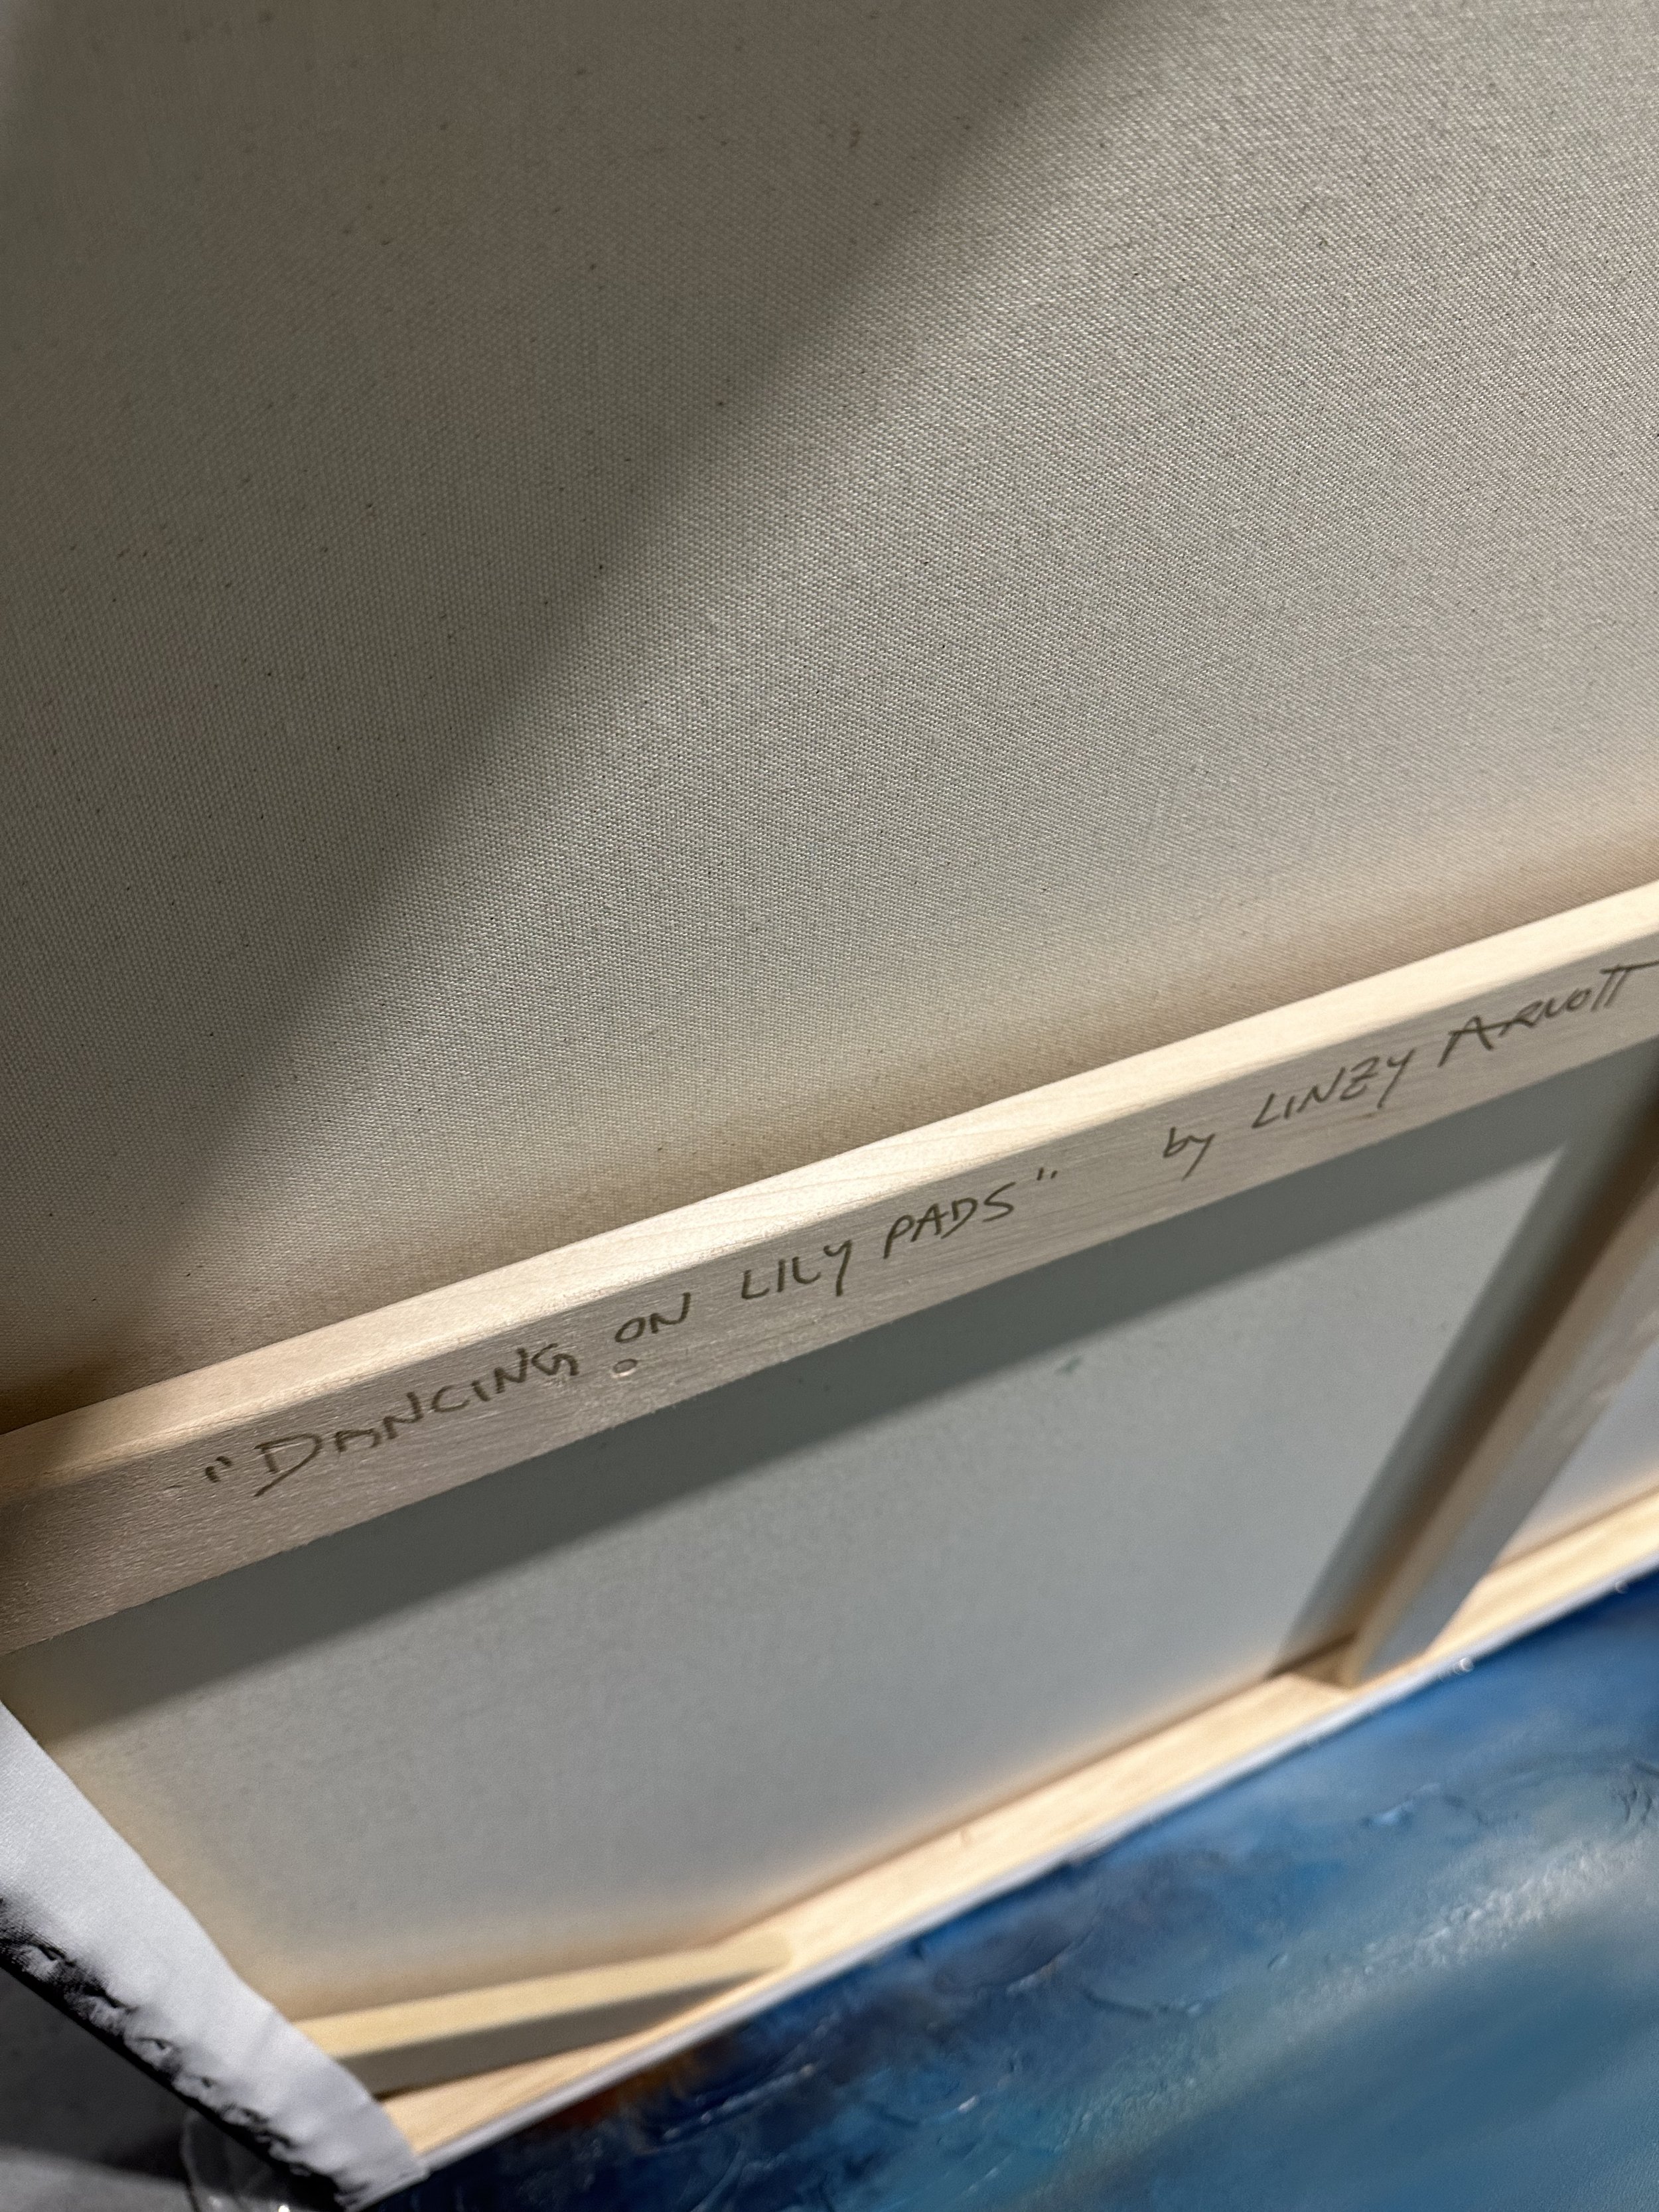 "DANCING ON LILY PADS" by LINZY ARNOTT